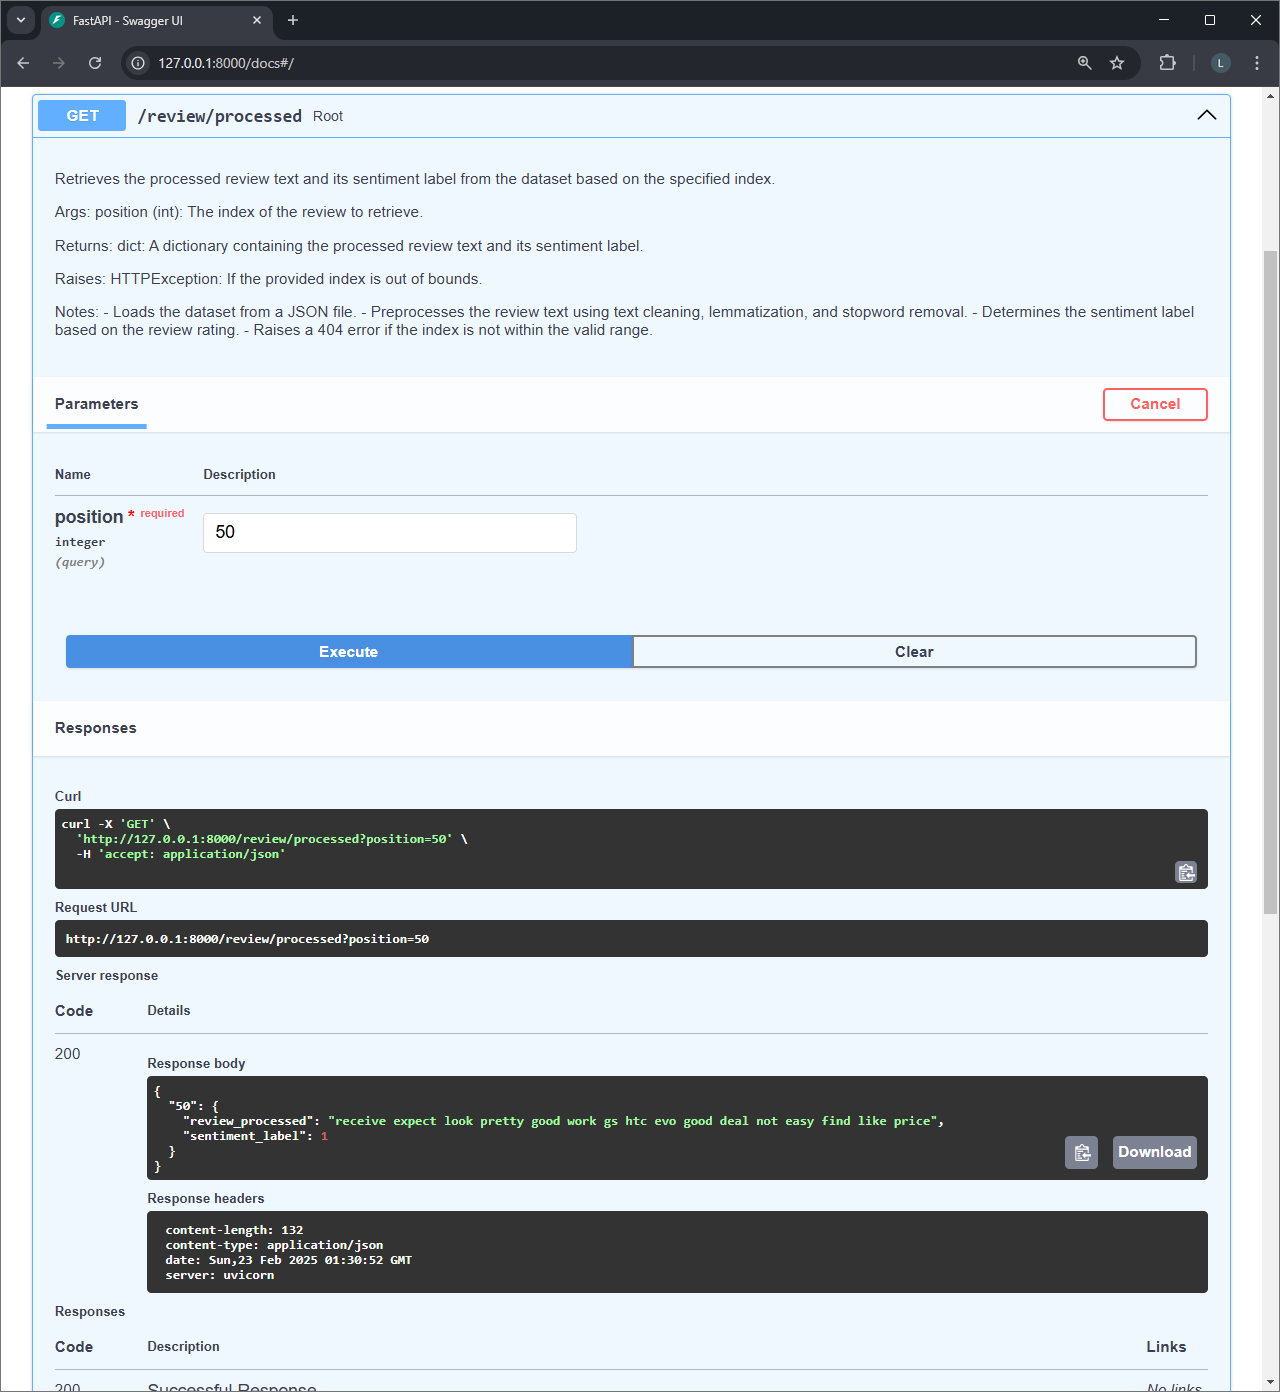 FastAPI - Swagger UI
127.0.0.1:8000/docs#/
L
GET /review/processed Root
Retrieves the processed review text and its sentiment label from the dataset based on the specified index.
Args: position (int): The index of the review to retrieve.
Returns: dict: A dictionary containing the processed review text and its sentiment label.
Raises: HTTPException: If the provided index is out of bounds.
Notes: - Loads the dataset from a JSON file. - Preprocesses the review text using text cleaning, lemmatization, and stopword removal. - Determines the sentiment label
based on the review rating. - Raises a 404 error if the index is not within the valid range.
Parameters Cancel
Name Description
position * required
integer
(query)
50
Execute Clear
Responses
Curl
curl -X 'GET' \
'http://127.0.0.1:8000/review/processed?position=50' \
-H 'accept: application/json'
Request URL
http://127.0.0.1:8000/review/processed?position=50
Server response
Code Details
200
Response body
{
"50": {
"review_processed": "receive expect look pretty good work gs htc evo good deal not easy find like price",
"sentiment_label": 1
}
}
Download
Response headers
content-length: 132
content-type: application/json
date: Sun,23 Feb 2025 01:30:52 GMT
server: uvicorn
Responses
Code Description Links
200 Successful Response No links